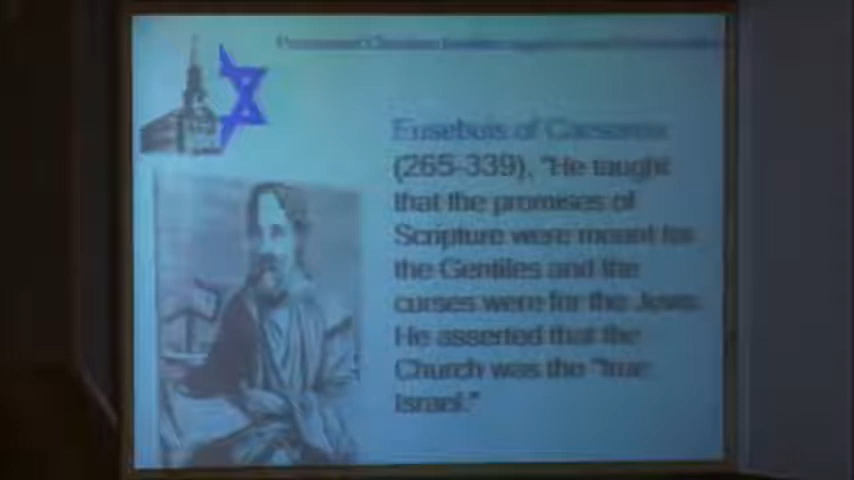 Eusebuis of Caesarea
(265-339), "He taught
that the promises of
Scripture were meant for
the Gentiles and the
curses were for the Jews.
He asserted that the
Church was the "true
Israel."